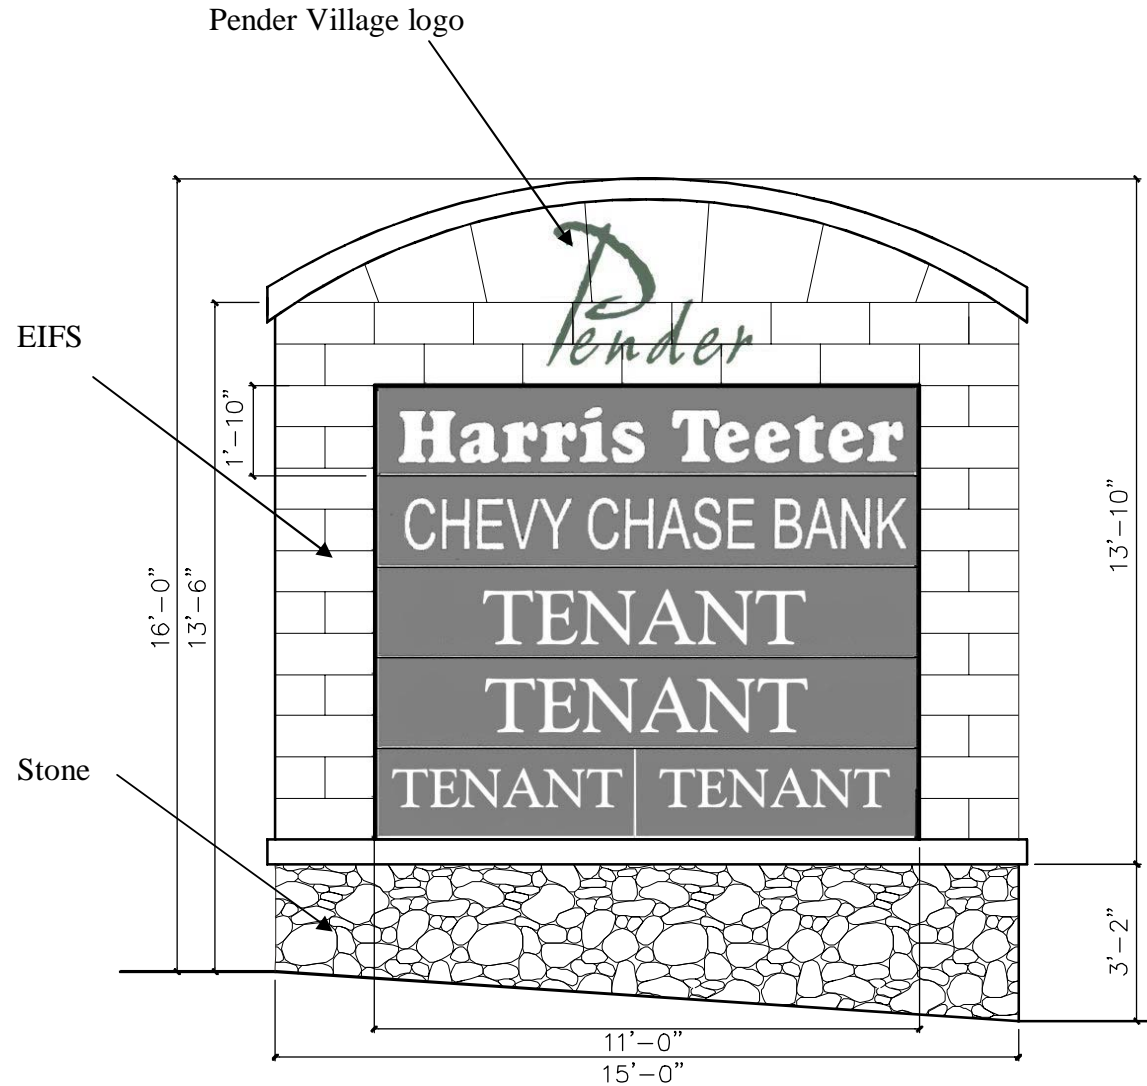 Pender Village logo
Pender
EIFS
1'-10"
Harris Teeter
CHEVY CHASE BANK
16'-0"
13'-6"
13'-10"
TENANT
TENANT
Stone
TENANT TENANT
3'-2"
11'-0"
15'-0"